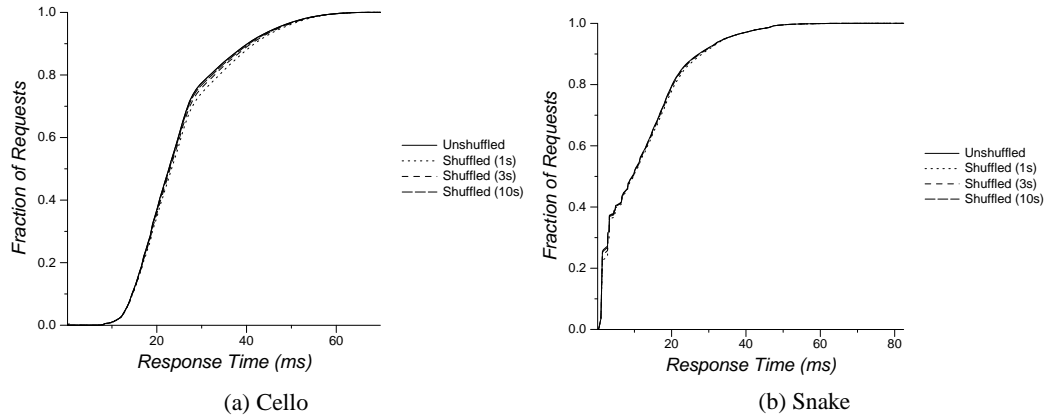 1.0
0.8
0.6
0.4
0.2
0.0
Fraction of Requests
20
40
60
Response Time (ms)
Unshuffled
Shuffled (1s)
Shuffled (3s)
Shuffled (10s)
(a) Cello
1.0
0.8
0.6
0.4
0.2
0.0
Fraction of Requests
20
40
60
80
Response Time (ms)
Unshuffled
Shuffled (1s)
Shuffled (3s)
Shuffled (10s)
(b) Snake